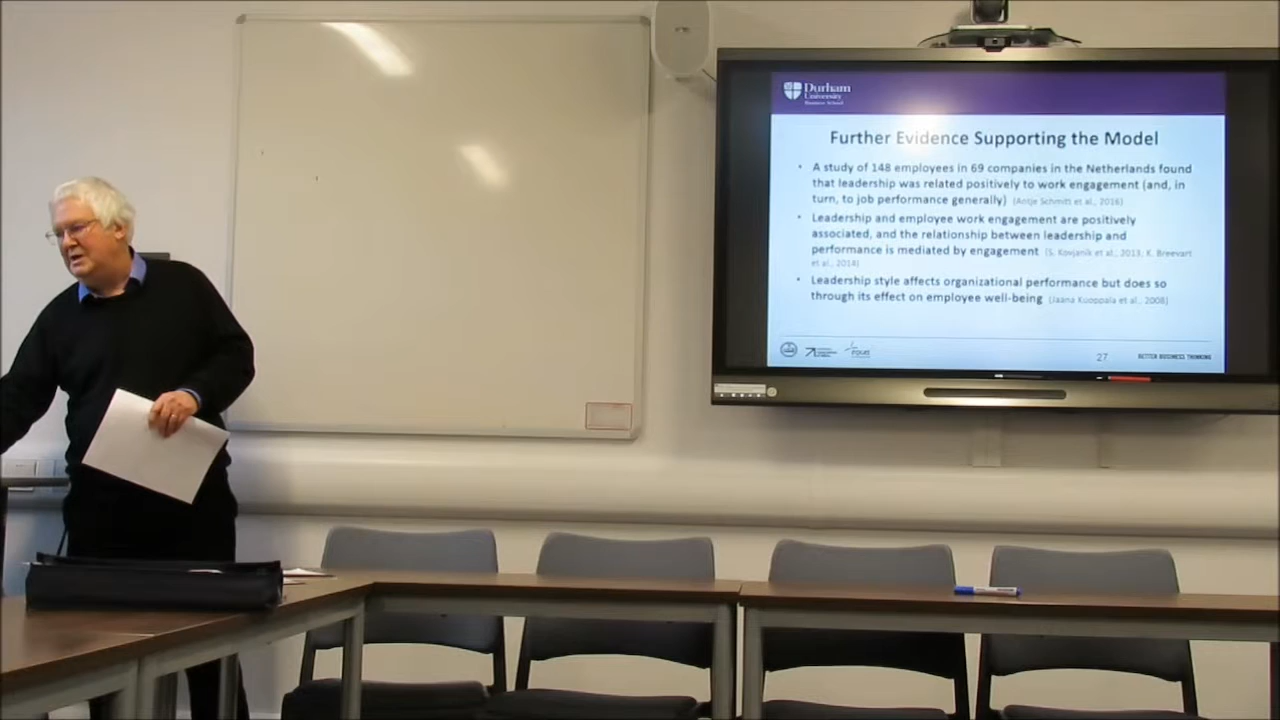 Durham
University
Business School
Further Evidence Supporting the Model
• A study of 148 employees in 69 companies in the Netherlands found
that leadership was related positively to work engagement (and, in
turn, to job performance generally) (Antje Schmitt et al., 2016)
• Leadership and employee work engagement are positively
associated, and the relationship between leadership and
performance is mediated by engagement (S. Kovjanik et al., 2013, K. Breevart
et al., 2014)
• Leadership style affects organizational performance but does so
through its effect on employee well-being (Jaana Kuoppala et al., 2008)
27
BETTER BUSINESS THINKING